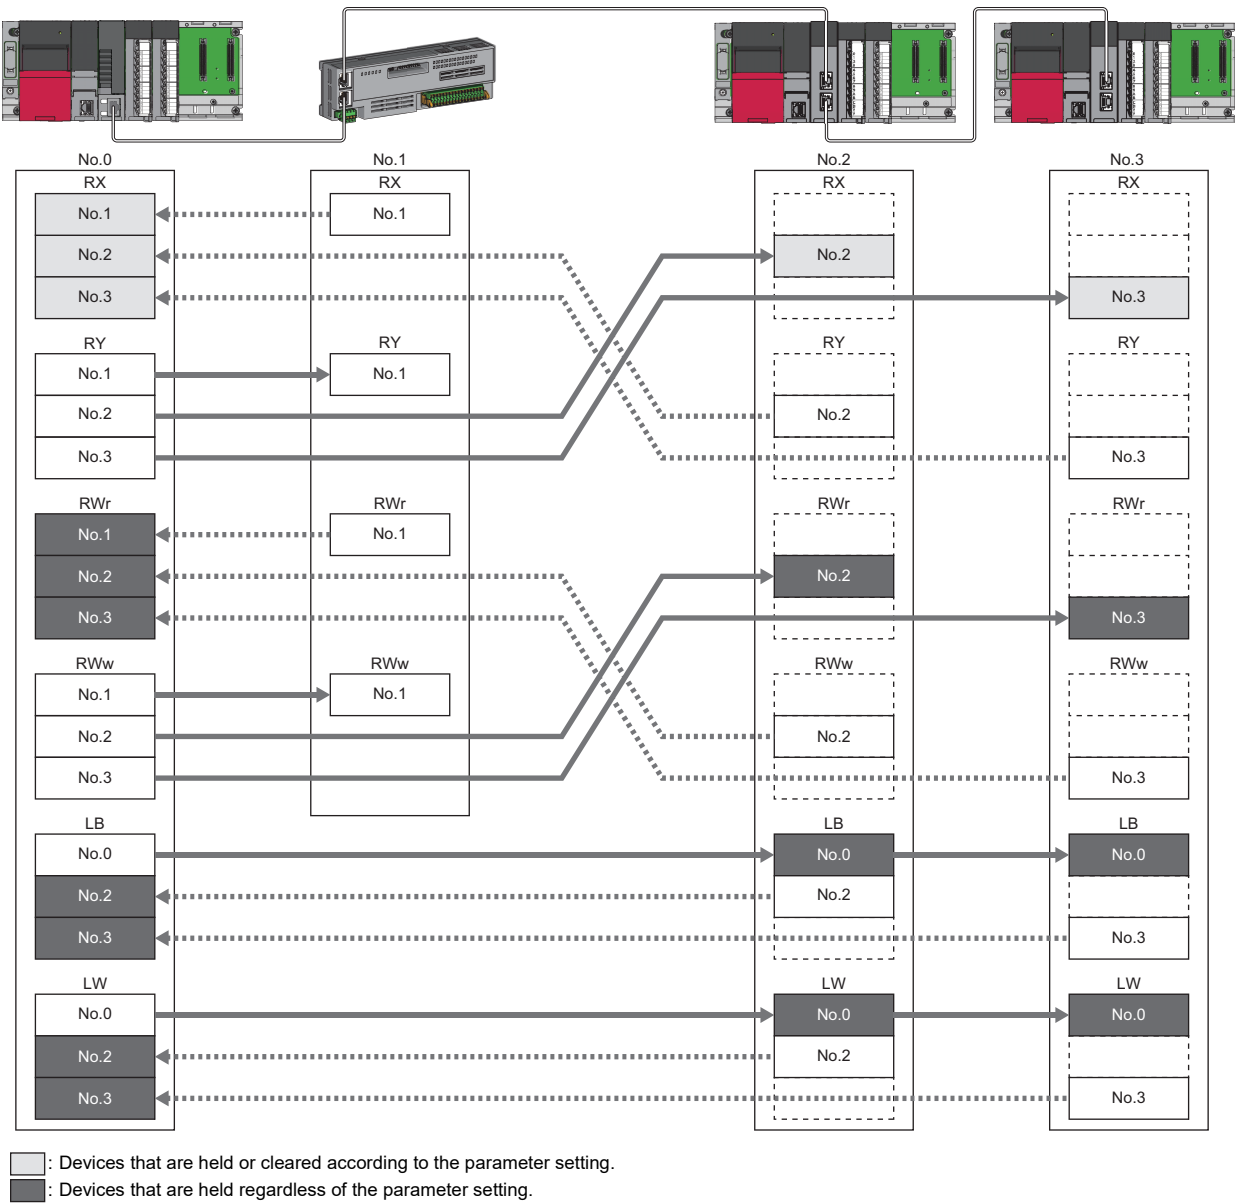 No.0 No.1 No.2 No.3
RX RX RX RX
No.1 No.1
No.2 No.2
No.3 No.3
RY RY RY RY
No.1 No.1
No.2 No.2
No.3 No.3
RWr RWr RWr RWr
No.1 No.1
No.2 No.2
No.3 No.3
RWw RWw RWw RWw
No.1 No.1
No.2 No.2
No.3 No.3
LB LB LB
No.0 No.0 No.0
No.2 No.2
No.3 No.3
LW LW LW
No.0 No.0 No.0
No.2 No.2
No.3 No.3
: Devices that are held or cleared according to the parameter setting.
: Devices that are held regardless of the parameter setting.